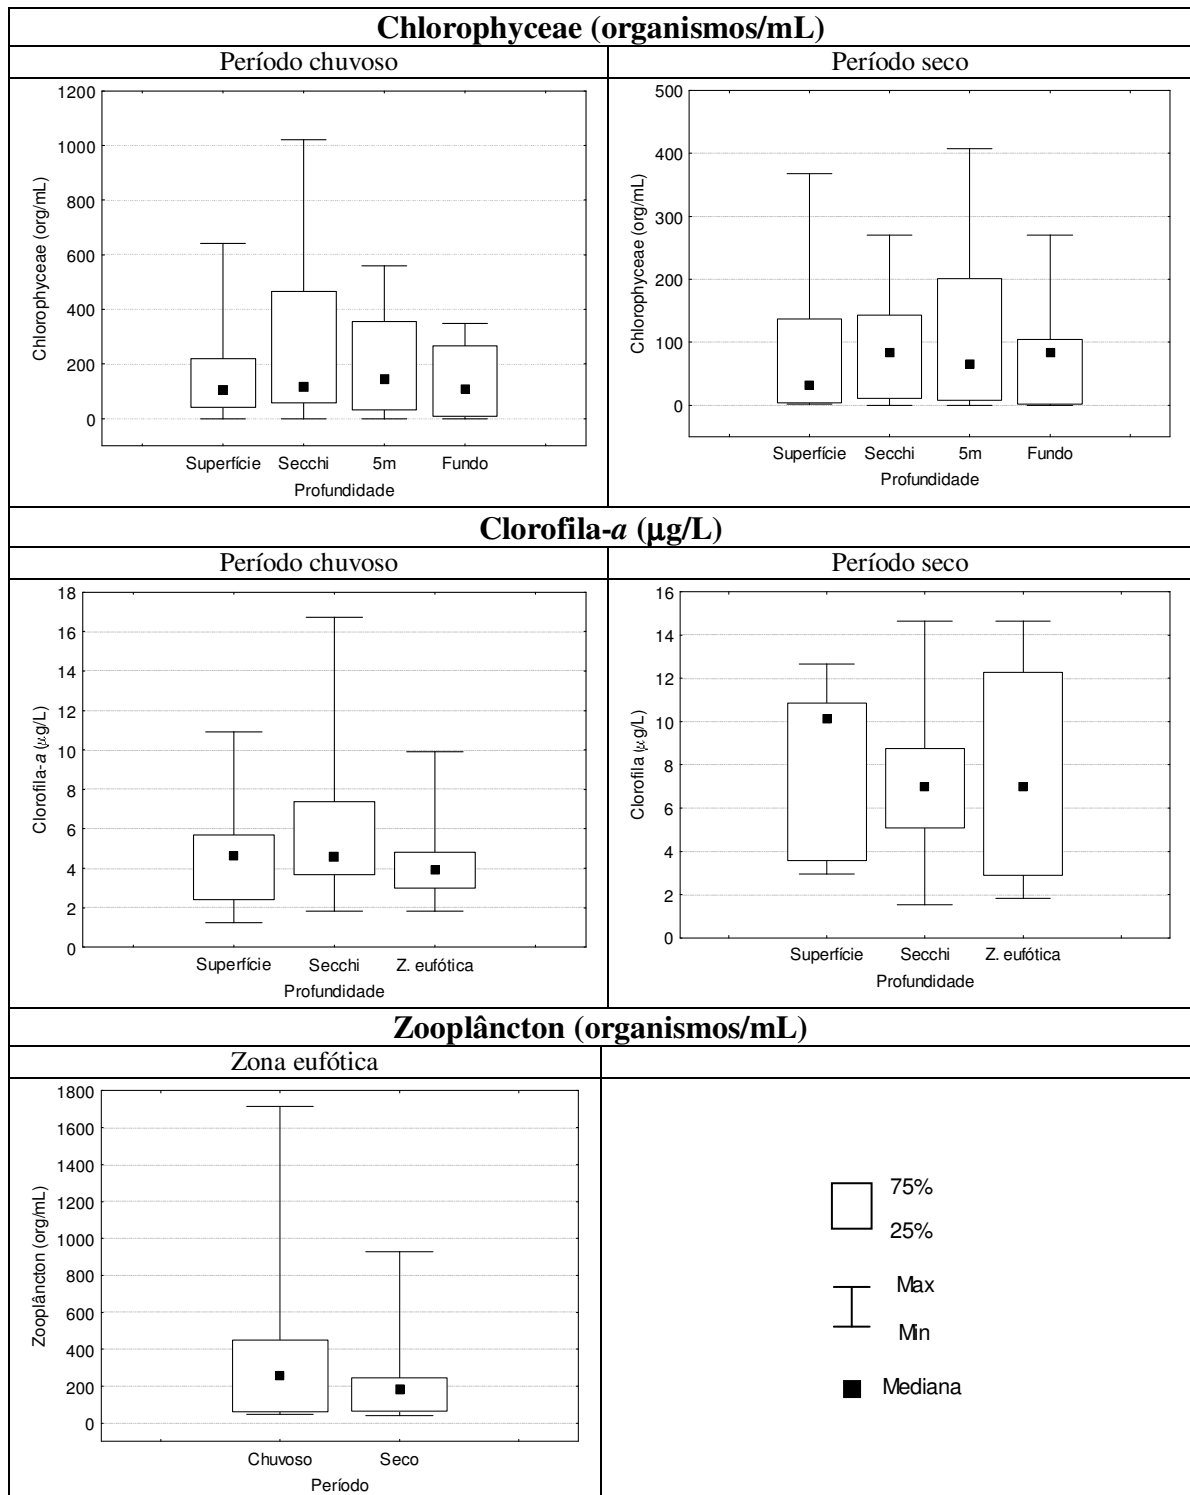 Chlorophyceae (organismos/mL)
Período chuvoso
Período seco
1200
1000
800
600
400
200
0
Chlorophyceae (org/mL)
Superfície Secchi 5m Fundo
Profundidade
500
400
300
200
100
0
Chlorophyceae (org/mL)
Superfície Secchi 5m Fundo
Profundidade
Clorofila-a (µg/L)
Período chuvoso
Período seco
18
16
14
12
10
8
6
4
2
0
Clorofila-a (µg/L)
Superfície Secchi Z. eufótica
Profundidade
16
14
12
10
8
6
4
2
0
Clorofila (µg/L)
Superfície Secchi Z. eufótica
Profundidade
Zooplâncton (organismos/mL)
Zona eufótica
1800
1600
1400
1200
1000
800
600
400
200
0
Zooplâncton (org/mL)
Chuvoso Seco
Período
75%
25%
Max
Min
Mediana